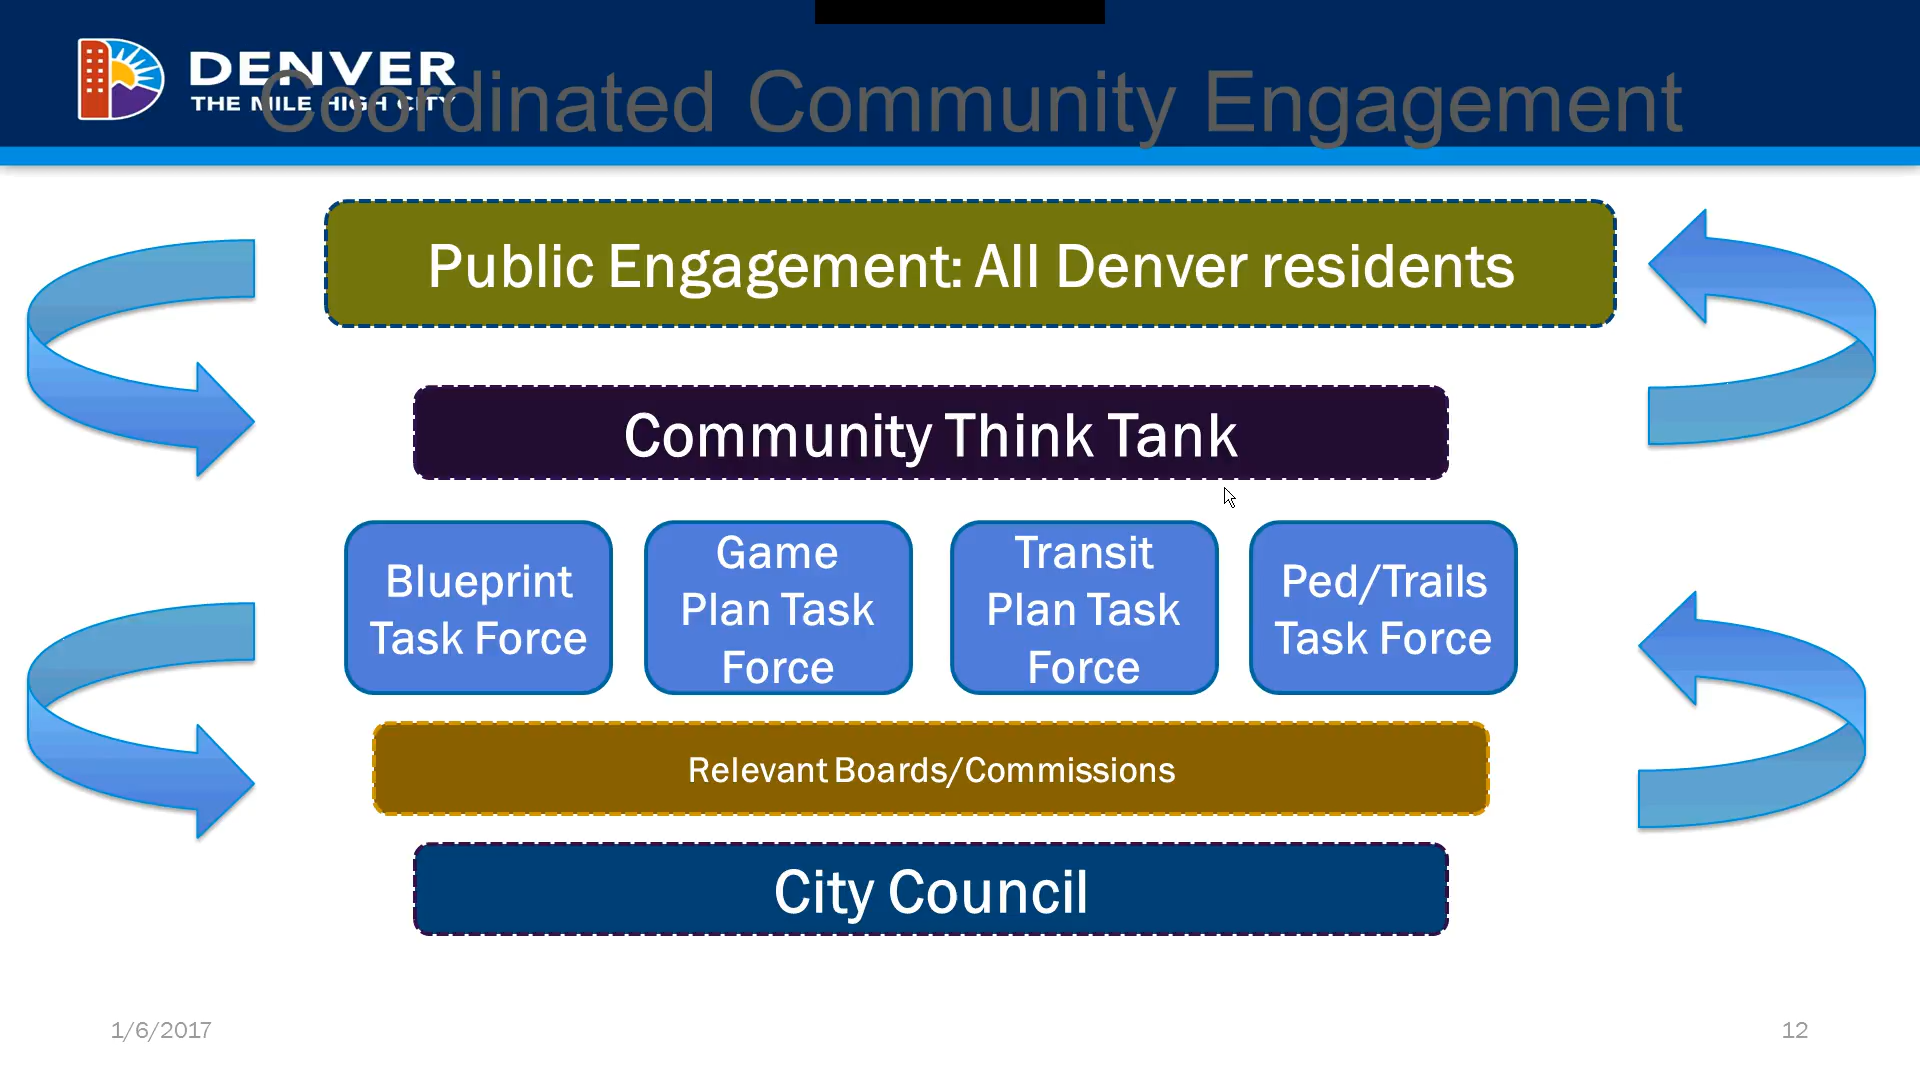 DENVER
THE MILE HIGH CITY
Coordinated Community Engagement
Public Engagement: All Denver residents
Community Think Tank
Blueprint
Task Force
Game
Plan Task
Force
Transit
Plan Task
Force
Ped/Trails
Task Force
Relevant Boards/Commissions
City Council
1/6/2017
12